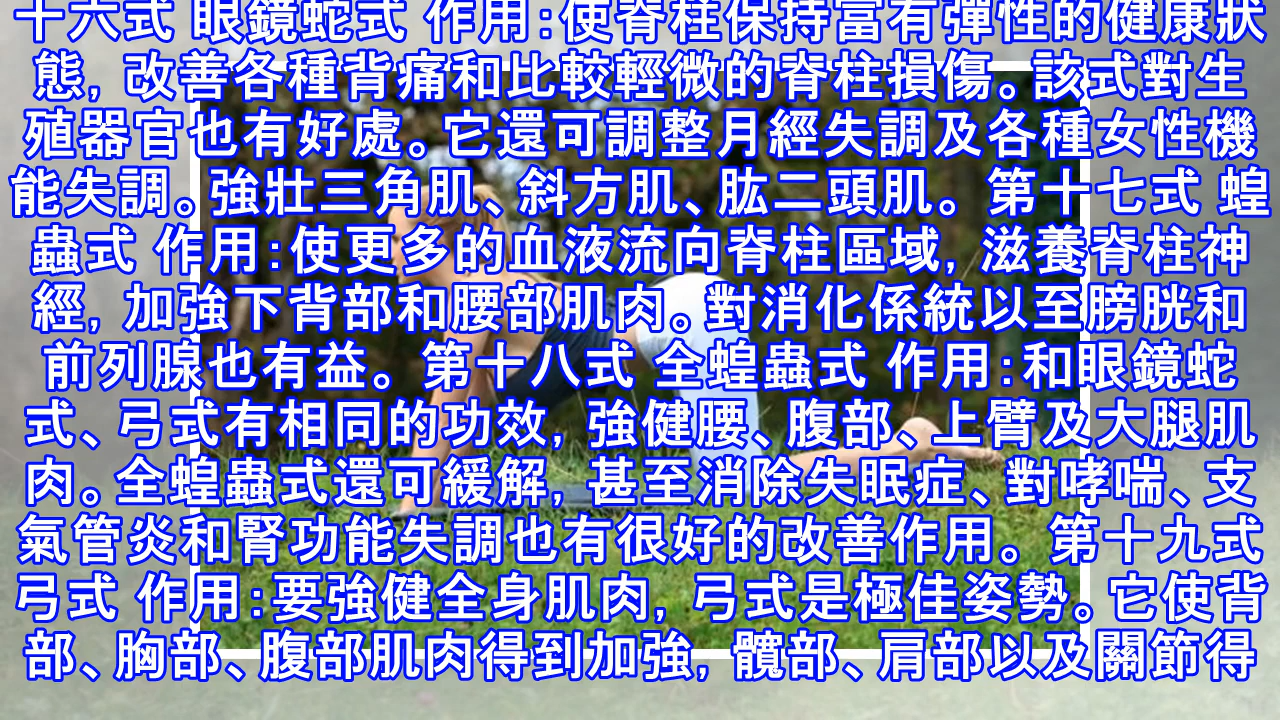 十六式 眼鏡蛇式 作用:使脊柱保持富有彈性的健康狀
態, 改善各種背痛和比較輕微的脊柱損傷。該式對生
殖器官也有好處。它還可調整月經失調及各種女性機
能失調。強壯三角肌、斜方肌、肱二頭肌。 第十七式 蝗
蟲式 作用:使更多的血液流向脊柱區域, 滋養脊柱神
經, 加強下背部和腰部肌肉。對消化係統以至膀胱和
前列腺也有益。 第十八式 全蝗蟲式 作用:和眼鏡蛇
式、弓式有相同的功效, 強健腰、腹部、上臂及大腿肌
肉。全蝗蟲式還可緩解, 甚至消除失眠症、對哮喘、支
氣管炎和腎功能失調也有很好的改善作用。 第十九式
弓式 作用:要強健全身肌肉, 弓式是極佳姿勢。它使背
部、胸部、腹部肌肉得到加強, 髖部、肩部以及關節得